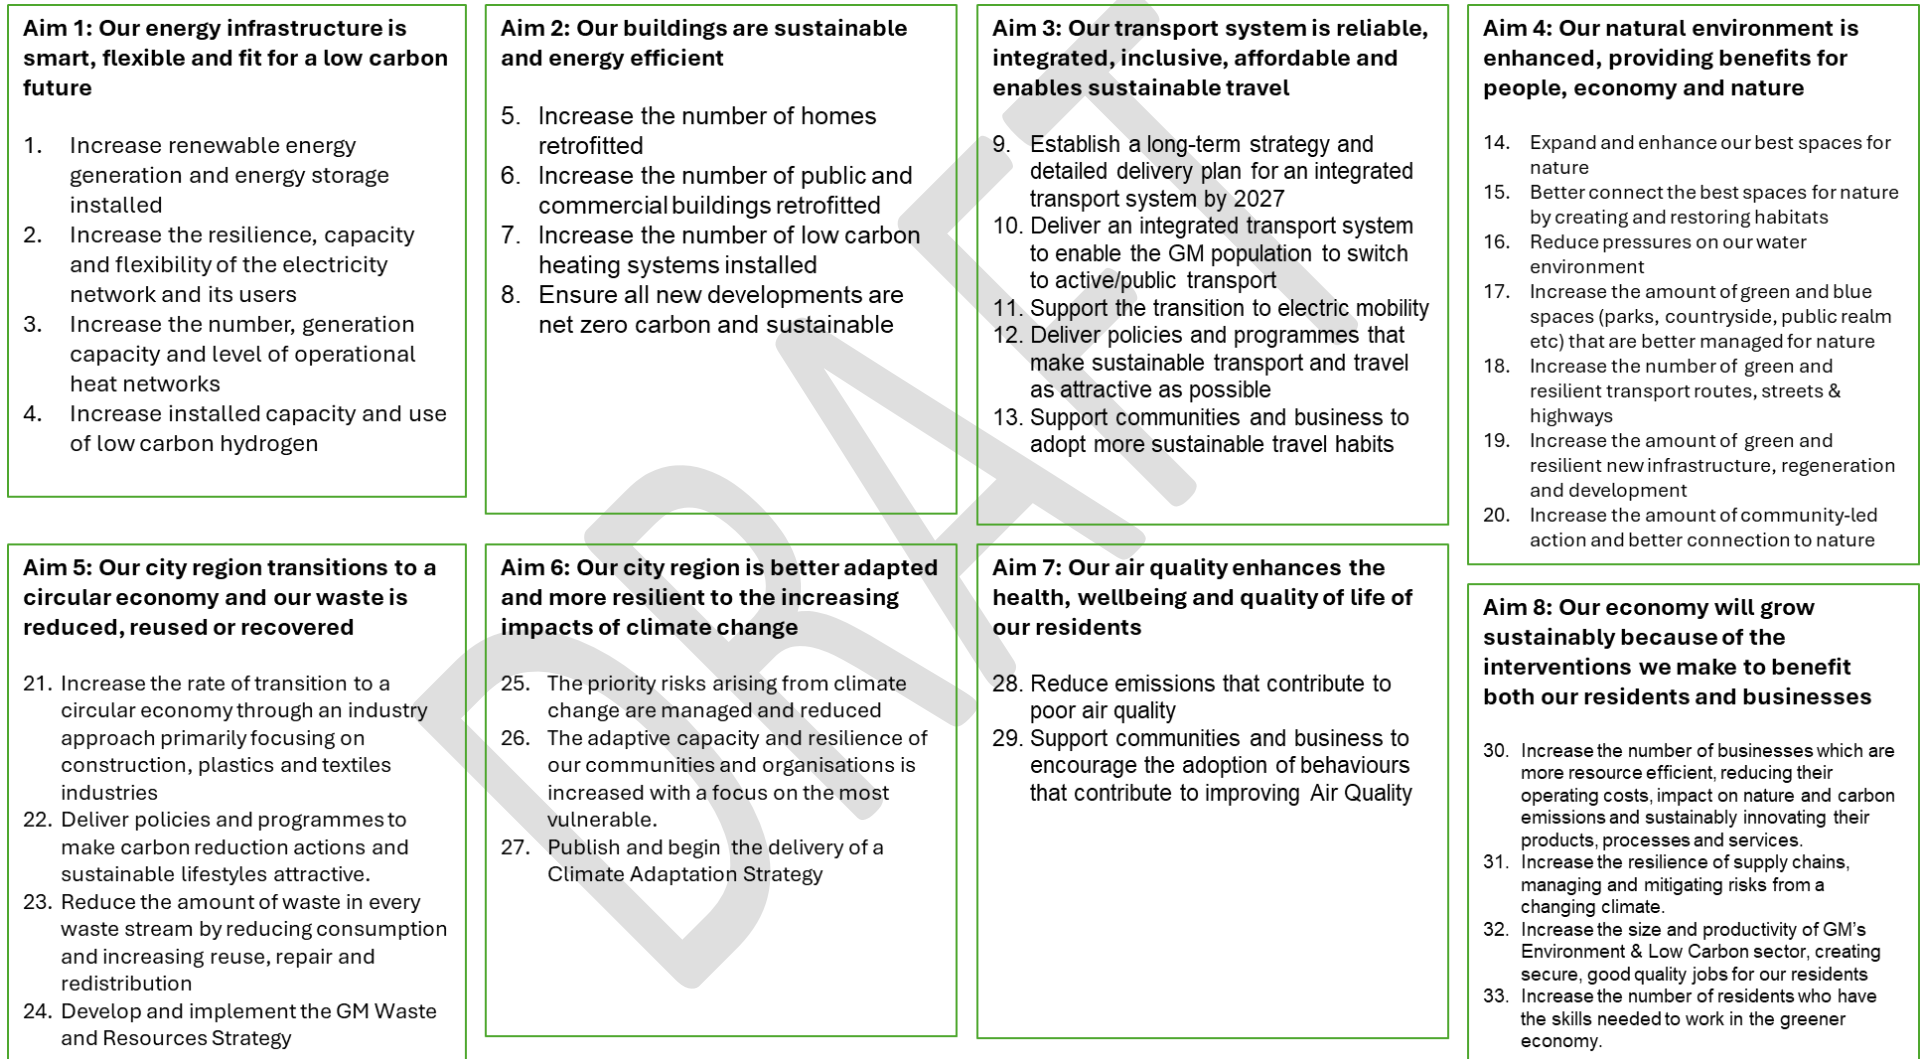 Aim 1: Our energy infrastructure is
smart, flexible and fit for a low carbon
future
1. Increase renewable energy
generation and energy storage
installed
2. Increase the resilience, capacity
and flexibility of the electricity
network and its users
3. Increase the number, generation
capacity and level of operational
heat networks
4. Increase installed capacity and use
of low carbon hydrogen
Aim 2: Our buildings are sustainable
and energy efficient
5. Increase the number of homes
retrofitted
6. Increase the number of public and
commercial buildings retrofitted
7. Increase the number of low carbon
heating systems installed
8. Ensure all new developments are
net zero carbon and sustainable
Aim 3: Our transport system is reliable,
integrated, inclusive, affordable and
enables sustainable travel
9. Establish a long-term strategy and
detailed delivery plan for an integrated
transport system by 2027
10. Deliver an integrated transport system
to enable the GM population to switch
to active/public transport
11. Support the transition to electric mobility
12. Deliver policies and programmes that
make sustainable transport and travel
as attractive as possible
13. Support communities and business to
adopt more sustainable travel habits
Aim 4: Our natural environment is
enhanced, providing benefits for
people, economy and nature
14. Expand and enhance our best spaces for
nature
15. Better connect the best spaces for nature
by creating and restoring habitats
16. Reduce pressures on our water
environment
17. Increase the amount of green and blue
spaces (parks, countryside, public realm
etc) that are better managed for nature
18. Increase the number of green and
resilient transport routes, streets &
highways
19. Increase the amount of green and
resilient new infrastructure, regeneration
and development
20. Increase the amount of community-led
action and better connection to nature
Aim 5: Our city region transitions to a
circular economy and our waste is
reduced, reused or recovered
21. Increase the rate of transition to a
circular economy through an industry
approach primarily focusing on
construction, plastics and textiles
industries
22. Deliver policies and programmes to
make carbon reduction actions and
sustainable lifestyles attractive.
23. Reduce the amount of waste in every
waste stream by reducing consumption
and increasing reuse, repair and
redistribution
24. Develop and implement the GM Waste
and Resources Strategy
Aim 6: Our city region is better adapted
and more resilient to the increasing
impacts of climate change
25. The priority risks arising from climate
change are managed and reduced
26. The adaptive capacity and resilience of
our communities and organisations is
increased with a focus on the most
vulnerable.
27. Publish and begin the delivery of a
Climate Adaptation Strategy
Aim 7: Our air quality enhances the
health, wellbeing and quality of life of
our residents
28. Reduce emissions that contribute to
poor air quality
29. Support communities and business to
encourage the adoption of behaviours
that contribute to improving Air Quality
Aim 8: Our economy will grow
sustainably because of the
interventions we make to benefit
both our residents and businesses
30. Increase the number of businesses which are
more resource efficient, reducing their
operating costs, impact on nature and carbon
emissions and sustainably innovating their
products, processes and services.
31. Increase the resilience of supply chains,
managing and mitigating risks from a
changing climate.
32. Increase the size and productivity of GM's
Environment & Low Carbon sector, creating
secure, good quality jobs for our residents
33. Increase the number of residents who have
the skills needed to work in the greener
economy.
DRAFT